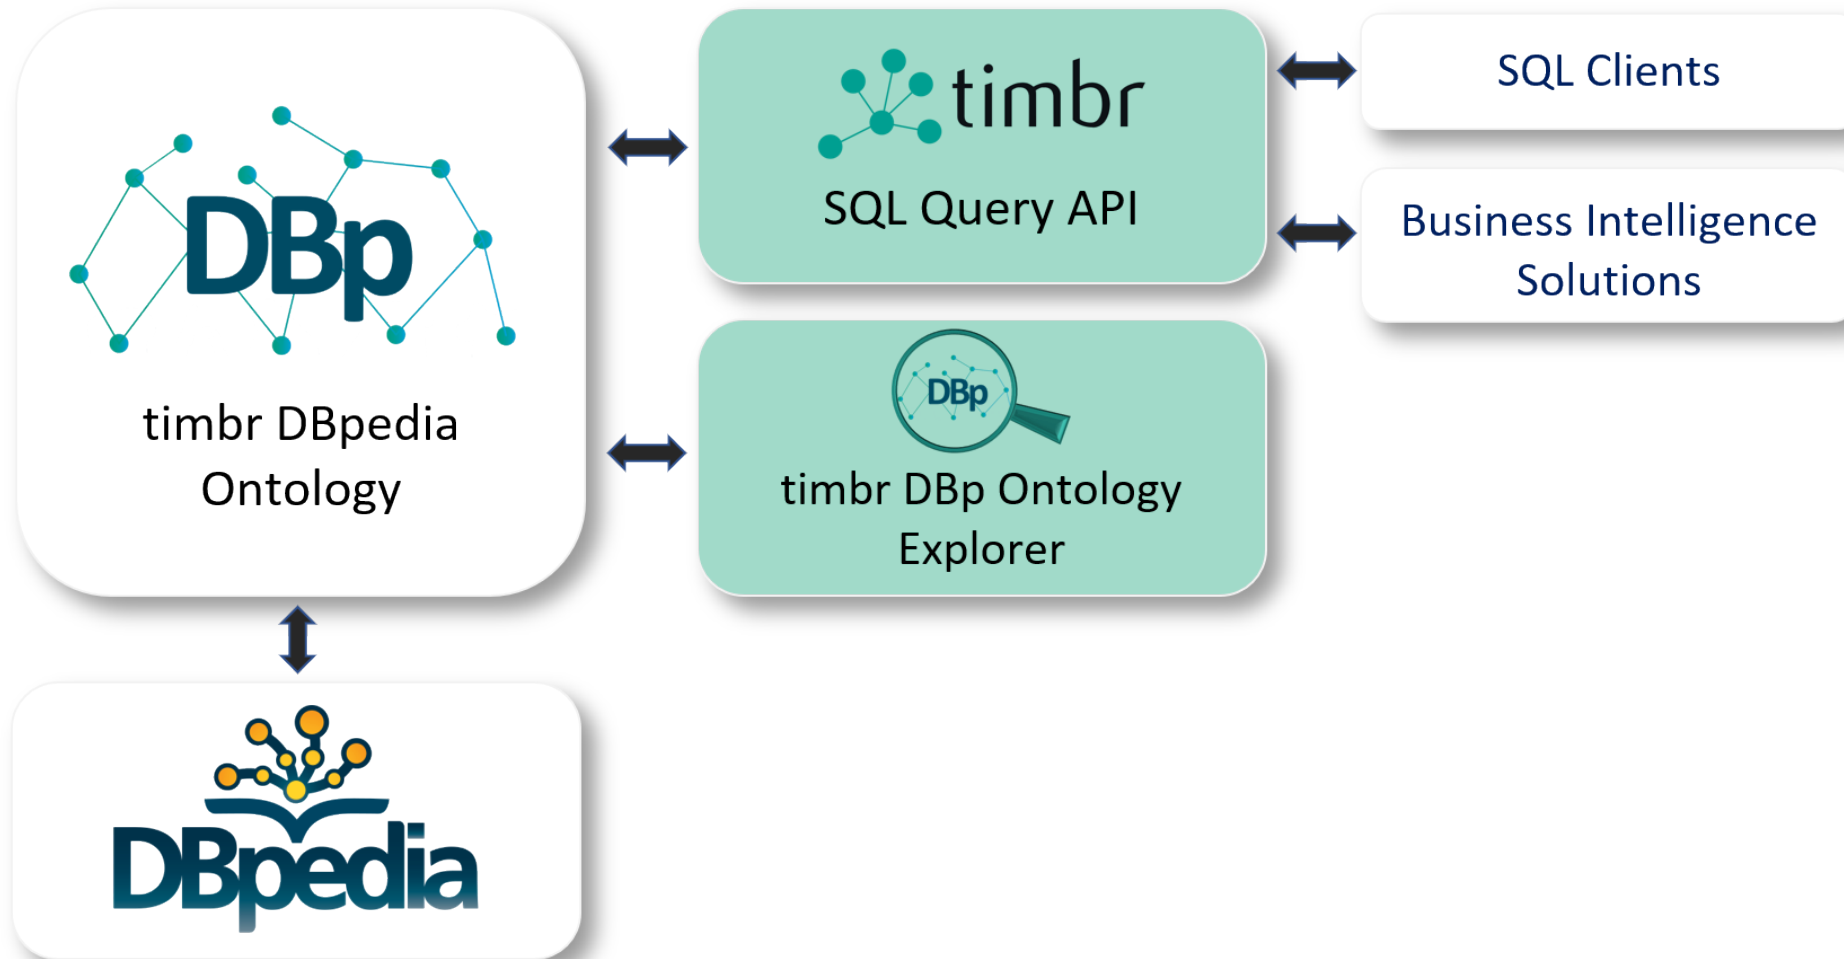 DBp
timbr DBpedia
Ontology
timbr
SQL Query API
SQL Clients
Business Intelligence
Solutions
DBp
timbr DBp Ontology
Explorer
DBpedia